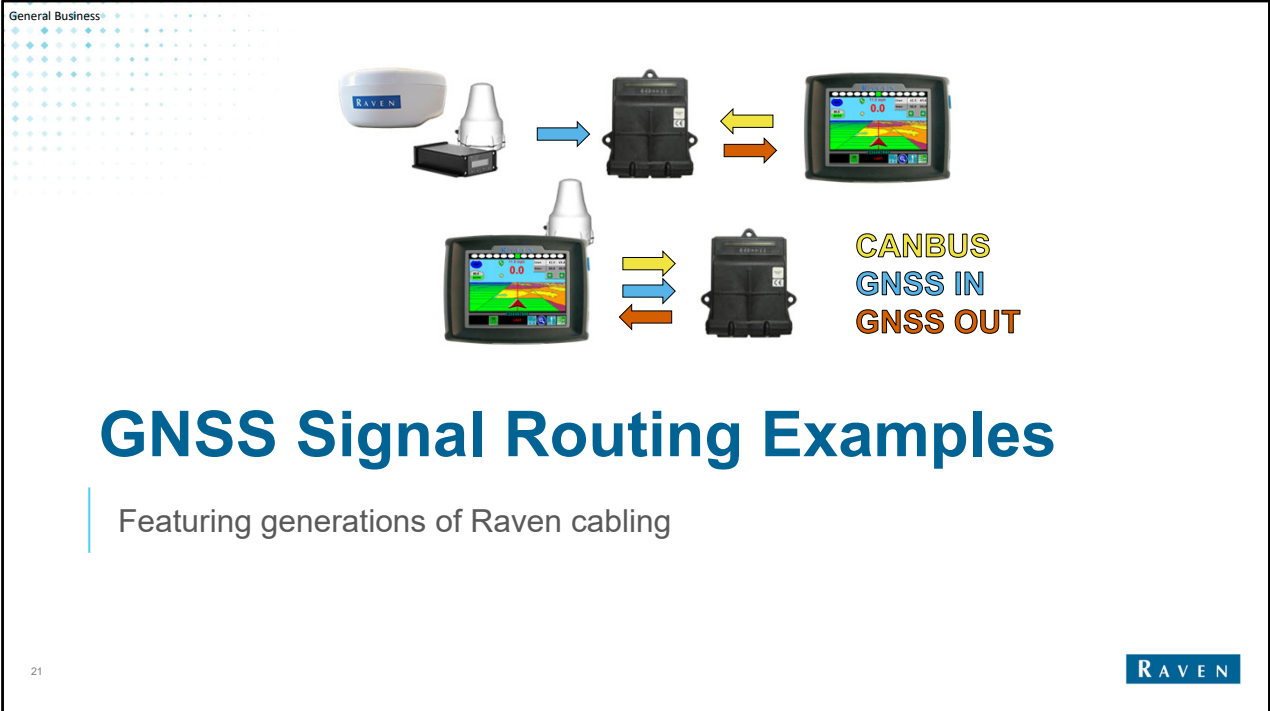 General Business
RAVEN
0.0
0.0
CANBUS
GNSS IN
GNSS OUT
GNSS Signal Routing Examples
Featuring generations of Raven cabling
21
RAVEN